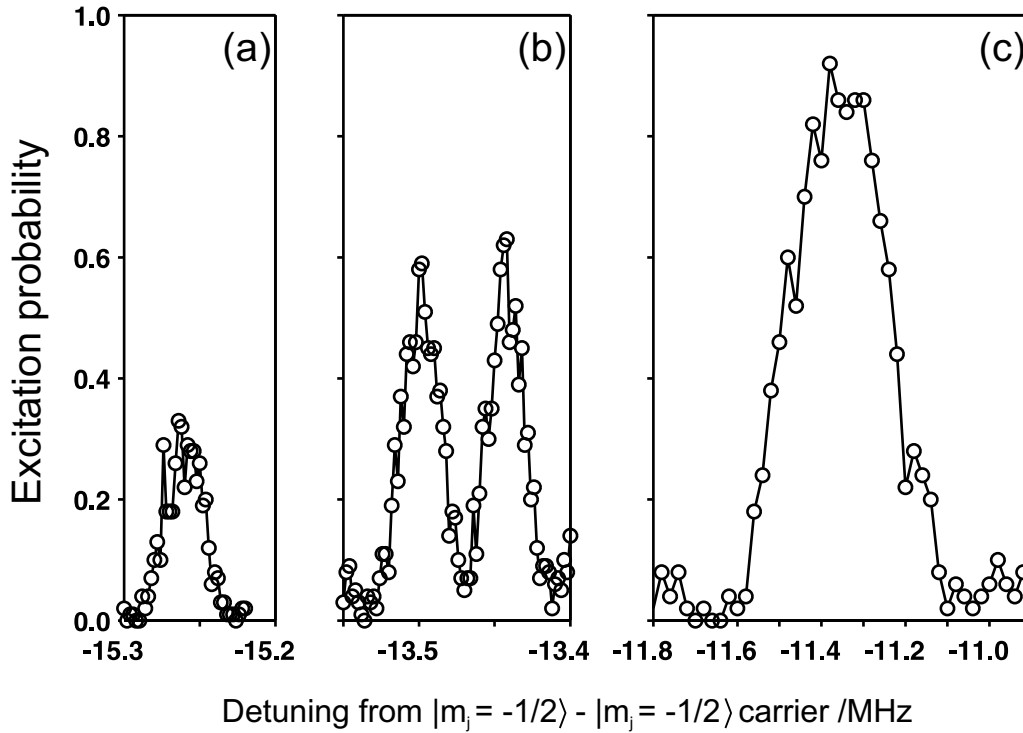 1.0
0.8
0.6
0.4
0.2
0.0
Excitation probability
(a)
(b)
(c)
-15.3 -15.2
-13.5 -13.4
-11.8 -11.6 -11.4 -11.2 -11.0
Detuning from |mj = -1/2⟩ - |mj = -1/2⟩ carrier /MHz